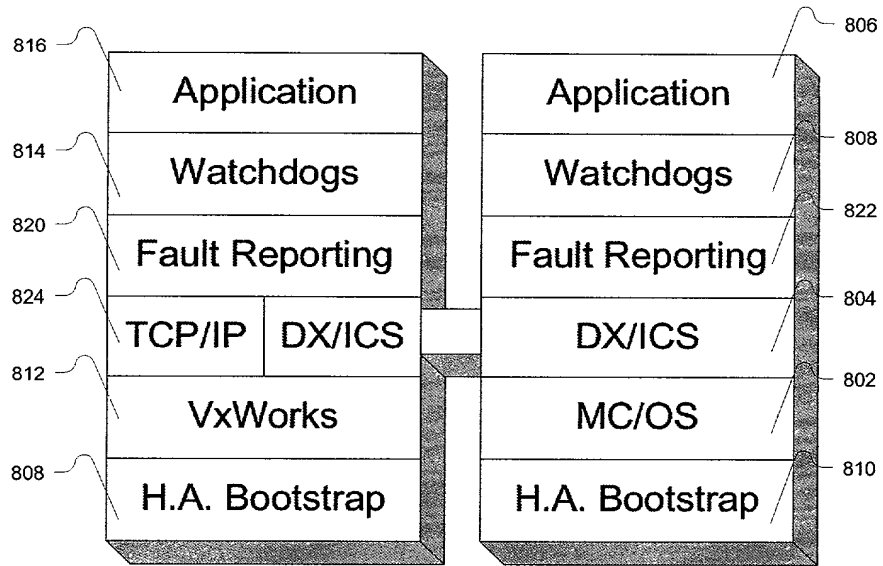 806
816
Application
Application
814
808
Watchdogs
Watchdogs
820
822
Fault Reporting
Fault Reporting
824
804
TCP/IP
DX/ICS
DX/ICS
812
802
VxWorks
MC/OS
808
810
H.A. Bootstrap
H.A. Bootstrap